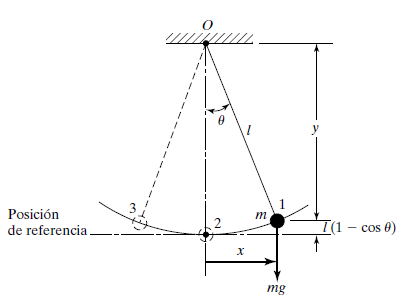 O
θ
l
y
3
1
m
2
Posición
de referencia
l(1 − cos θ)
x
mg